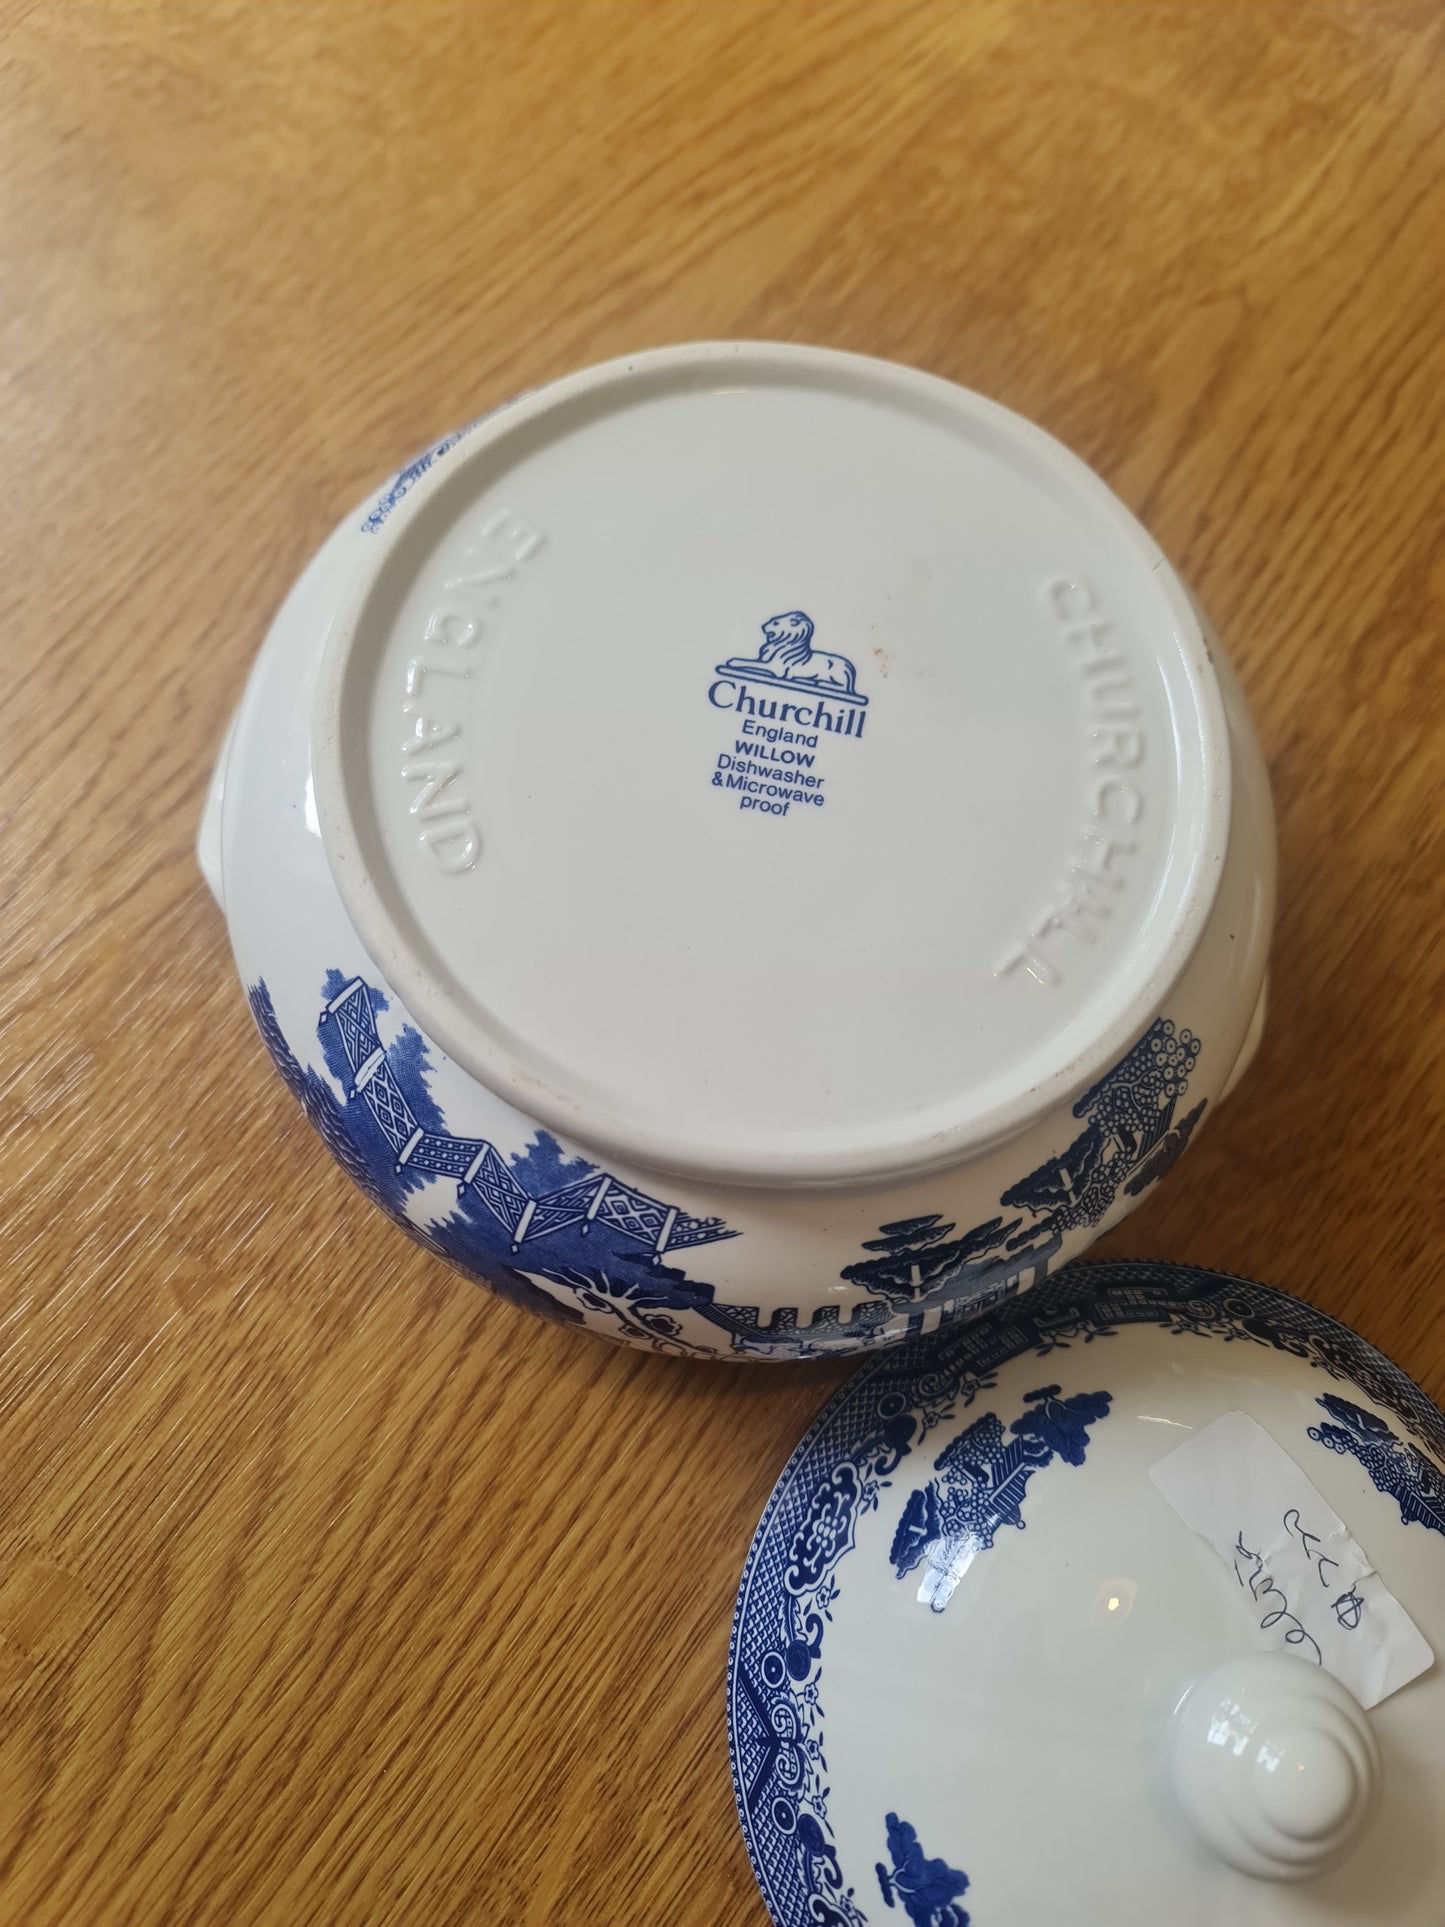 ENGLAND
CHURCHILL
Churchill
England
WILLOW
Dishwasher
&Microwave
proof